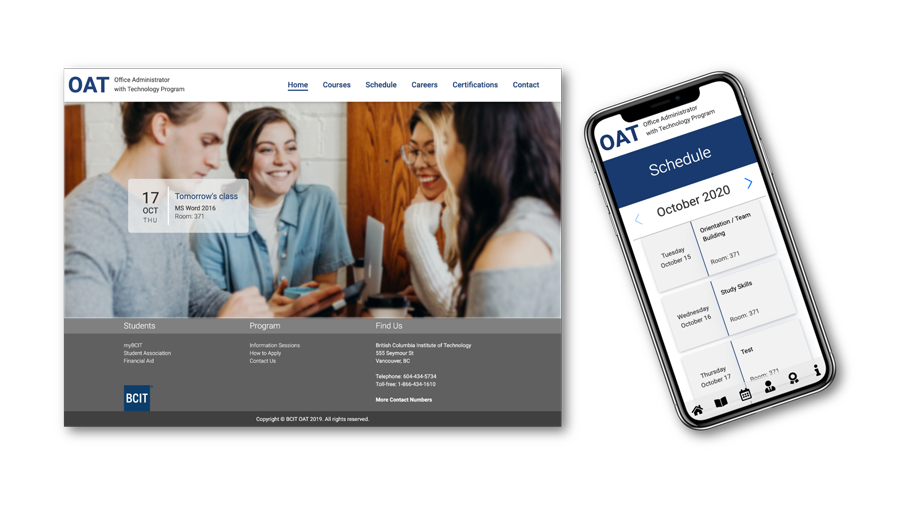 OAT
Office Administrator
with Technology Program
Home Courses Schedule Careers Certifications Contact
17
OCT
THU
Tomorrow's class
MS Word 2016
Room: 371
Students
myBCIT
Student Association
Financial Aid
BCIT
Program
Information Sessions
How to Apply
Contact Us
Find Us
British Columbia Institute of Technology
555 Seymour St
Vancouver, BC
Telephone: 604-434-5734
Toll-free: 1-866-434-1610
More Contact Numbers
Copyright © BCIT OAT 2019. All rights reserved.
OAT
Office Administrator
with Technology Program
Schedule
October 2020
Tuesday
October 15
Orientation / Team
Building
Room: 371
Wednesday
October 16
Study Skills
Room: 371
Thursday
October 17
Test
Room: 371